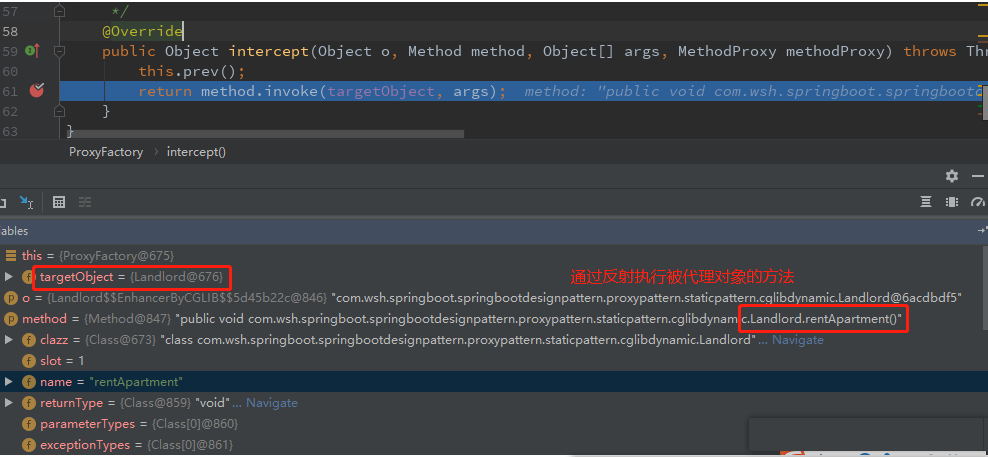 57 */
58 @Override
59 public Object intercept(Object o, Method method, Object[] args, MethodProxy methodProxy) throws Thr
60 this.prev();
61 return method.invoke(targetObject, args); method: "public void com.wsh.springboot.springbootd
62 }
63 }
ProxyFactory › intercept()
ables
this = {ProxyFactory@675}
f targetObject = {Landlord@676}
通过反射执行被代理对象的方法
p o = {Landlord$$EnhancerByCGLIB$$5d45b22c@846} "com.wsh.springboot.springbootdesignpattern.proxypattern.staticpattern.cglibdynamic.Landlord@6acdbdf5"
p method = {Method@847} "public void com.wsh.springboot.springbootdesignpattern.proxypattern.staticpattern.cglibdynamic.Landlord.rentApartment()"
f clazz = {Class@673} "class com.wsh.springboot.springbootdesignpattern.proxypattern.staticpattern.cglibdynamic.Landlord"... Navigate
f slot = 1
f name = "rentApartment"
f returnType = {Class@859} "void"... Navigate
f parameterTypes = {Class[0]@860}
f exceptionTypes = {Class[0]@861}